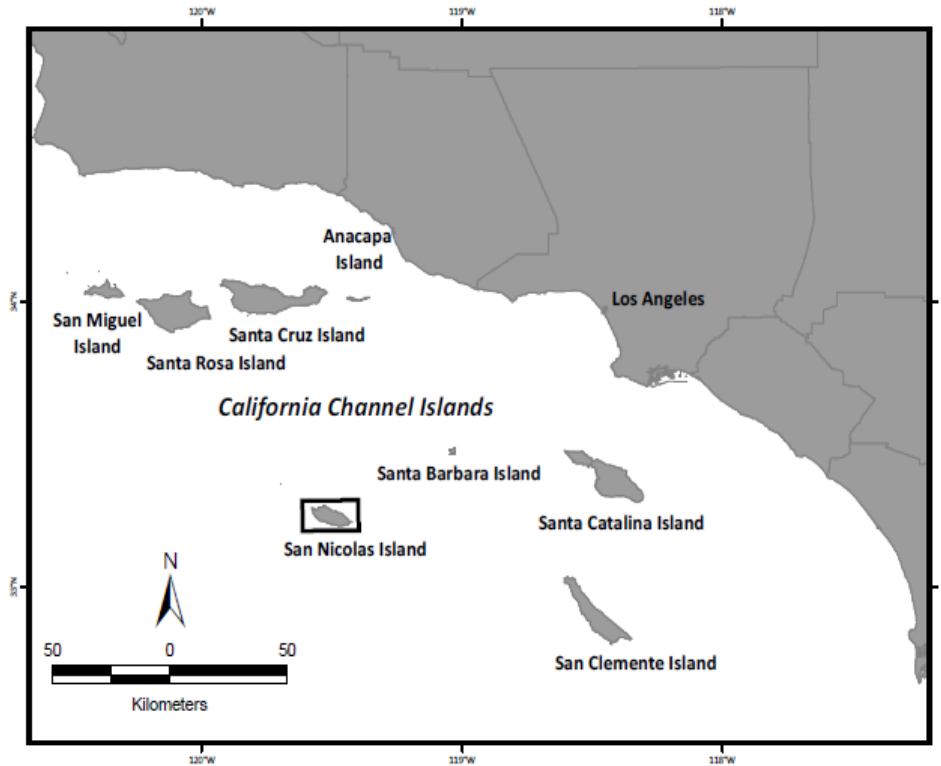 120°W 119°W 118°W
Anacapa
Island
34°N
Los Angeles
San Miguel
Island
Santa Cruz Island
Santa Rosa Island
California Channel Islands
Santa Barbara Island
Santa Catalina Island
San Nicolas Island
N
33°N
50 0 50
Kilometers
San Clemente Island
120°W 119°W 118°W